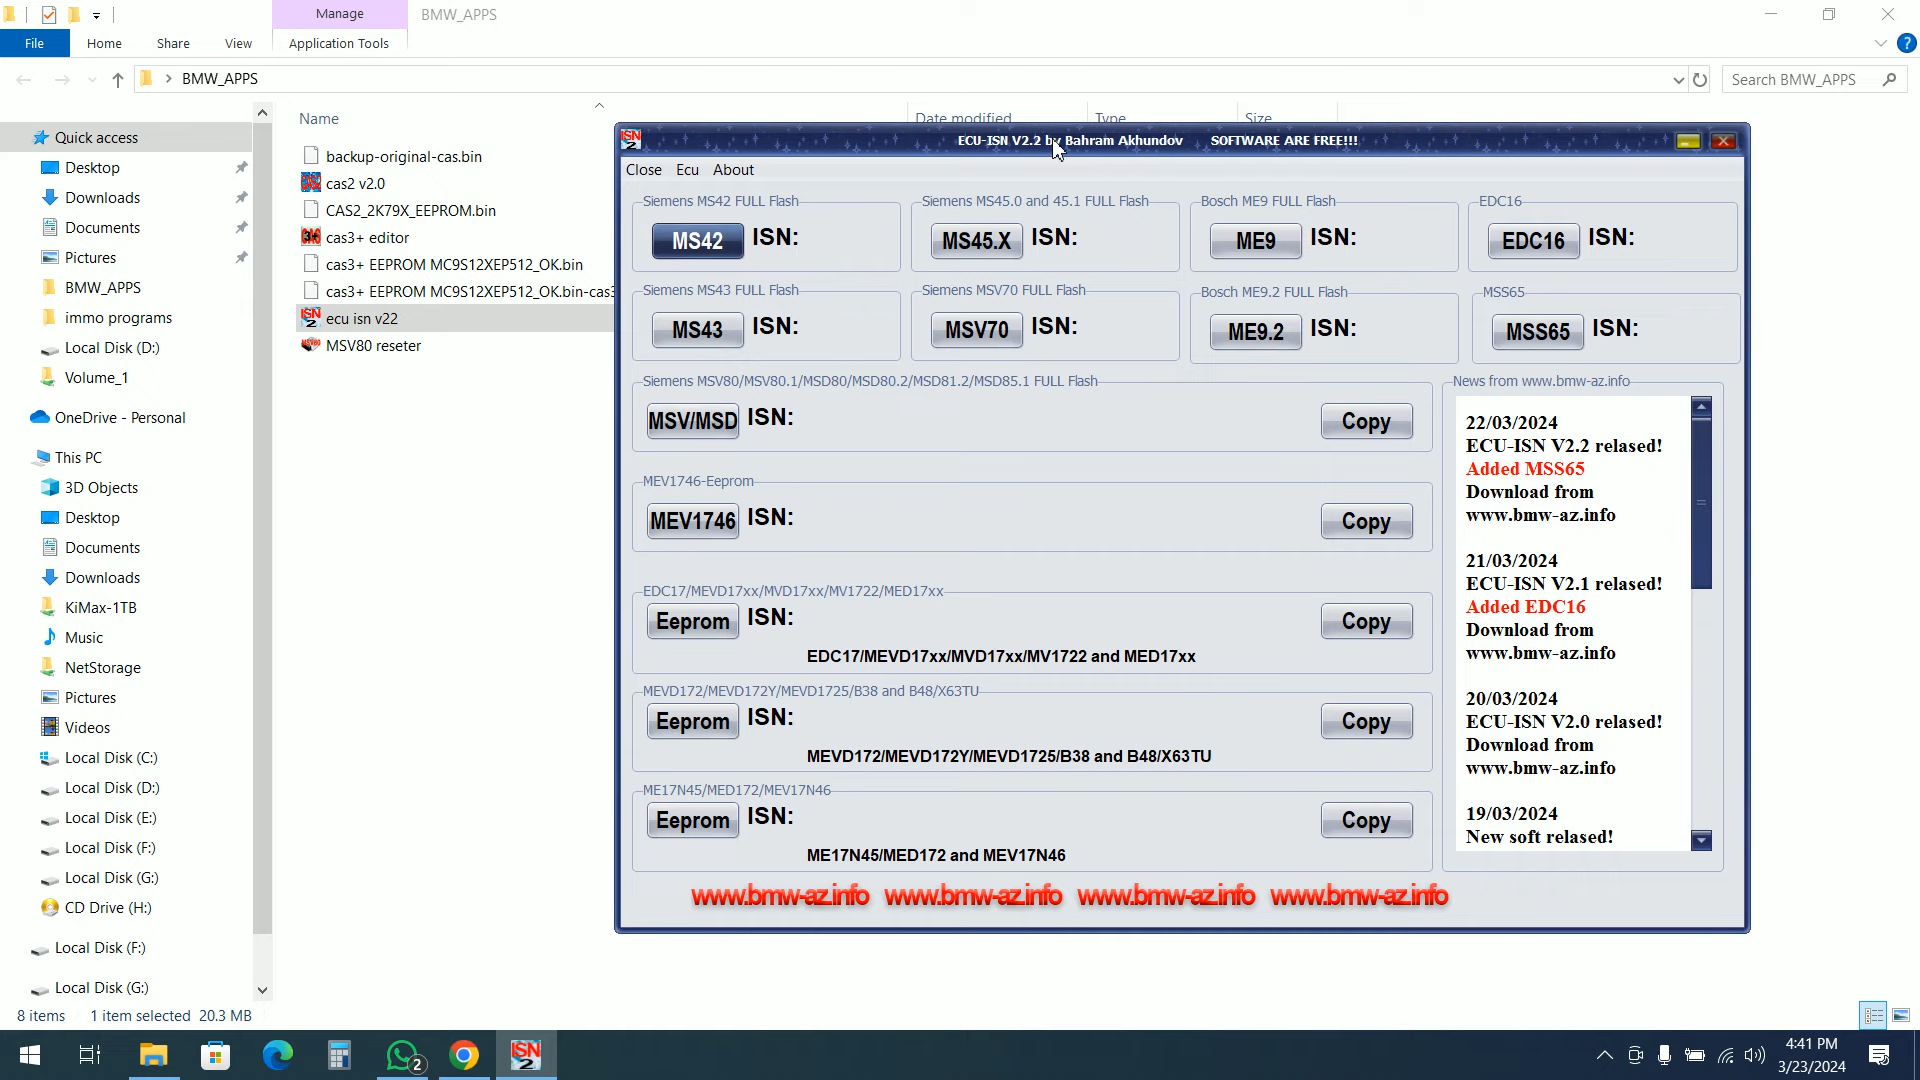 Manage
BMW_APPS
File
Home
Share
View
Application Tools
BMW_APPS
Search BMW_APPS
Name
Date modified
Type
Size
Quick access
Desktop
Downloads
Documents
Pictures
BMW_APPS
immo programs
Local Disk (D:)
Volume_1
OneDrive - Personal
This PC
3D Objects
Desktop
Documents
Downloads
KiMax-1TB
Music
NetStorage
Pictures
Videos
Local Disk (C:)
Local Disk (D:)
Local Disk (E:)
Local Disk (F:)
Local Disk (G:)
CD Drive (H:)
Local Disk (F:)
Local Disk (G:)
backup-original-cas.bin
cas2 v2.0
CAS2_2K79X_EEPROM.bin
cas3+ editor
cas3+ EEPROM MC9S12XEP512_OK.bin
cas3+ EEPROM MC9S12XEP512_OK.bin-cas3
ecu isn v22
MSV80 reseter
ECU-ISN V2.2 by Bahram Akhundov SOFTWARE ARE FREE!!!
Close Ecu About
Siemens MS42 FULL Flash
MS42 ISN:
Siemens MS45.0 and 45.1 FULL Flash
MS45.X ISN:
Bosch ME9 FULL Flash
ME9 ISN:
EDC16
EDC16 ISN:
Siemens MS43 FULL Flash
MS43 ISN:
Siemens MSV70 FULL Flash
MSV70 ISN:
Bosch ME9.2 FULL Flash
ME9.2 ISN:
MSS65
MSS65 ISN:
Siemens MSV80/MSV80.1/MSD80/MSD80.2/MSD81.2/MSD85.1 FULL Flash
MSV/MSD ISN: Copy
MEV1746-Eeprom
MEV1746 ISN: Copy
EDC17/MEVD17xx/MVD17xx/MV1722/MED17xx
Eeprom ISN: Copy
EDC17/MEVD17xx/MVD17xx/MV1722 and MED17xx
MEVD172/MEVD172Y/MEVD1725/B38 and B48/X63TU
Eeprom ISN: Copy
MEVD172/MEVD172Y/MEVD1725/B38 and B48/X63TU
ME17N45/MED172/MEV17N46
Eeprom ISN: Copy
ME17N45/MED172 and MEV17N46
News from www.bmw-az.info
22/03/2024
ECU-ISN V2.2 relased!
Added MSS65
Download from
www.bmw-az.info
21/03/2024
ECU-ISN V2.1 relased!
Added EDC16
Download from
www.bmw-az.info
20/03/2024
ECU-ISN V2.0 relased!
Download from
www.bmw-az.info
19/03/2024
New soft relased!
www.bmw-az.info www.bmw-az.info www.bmw-az.info www.bmw-az.info
8 items 1 item selected 20.3 MB
2
ISN
2
4:41 PM
3/23/2024